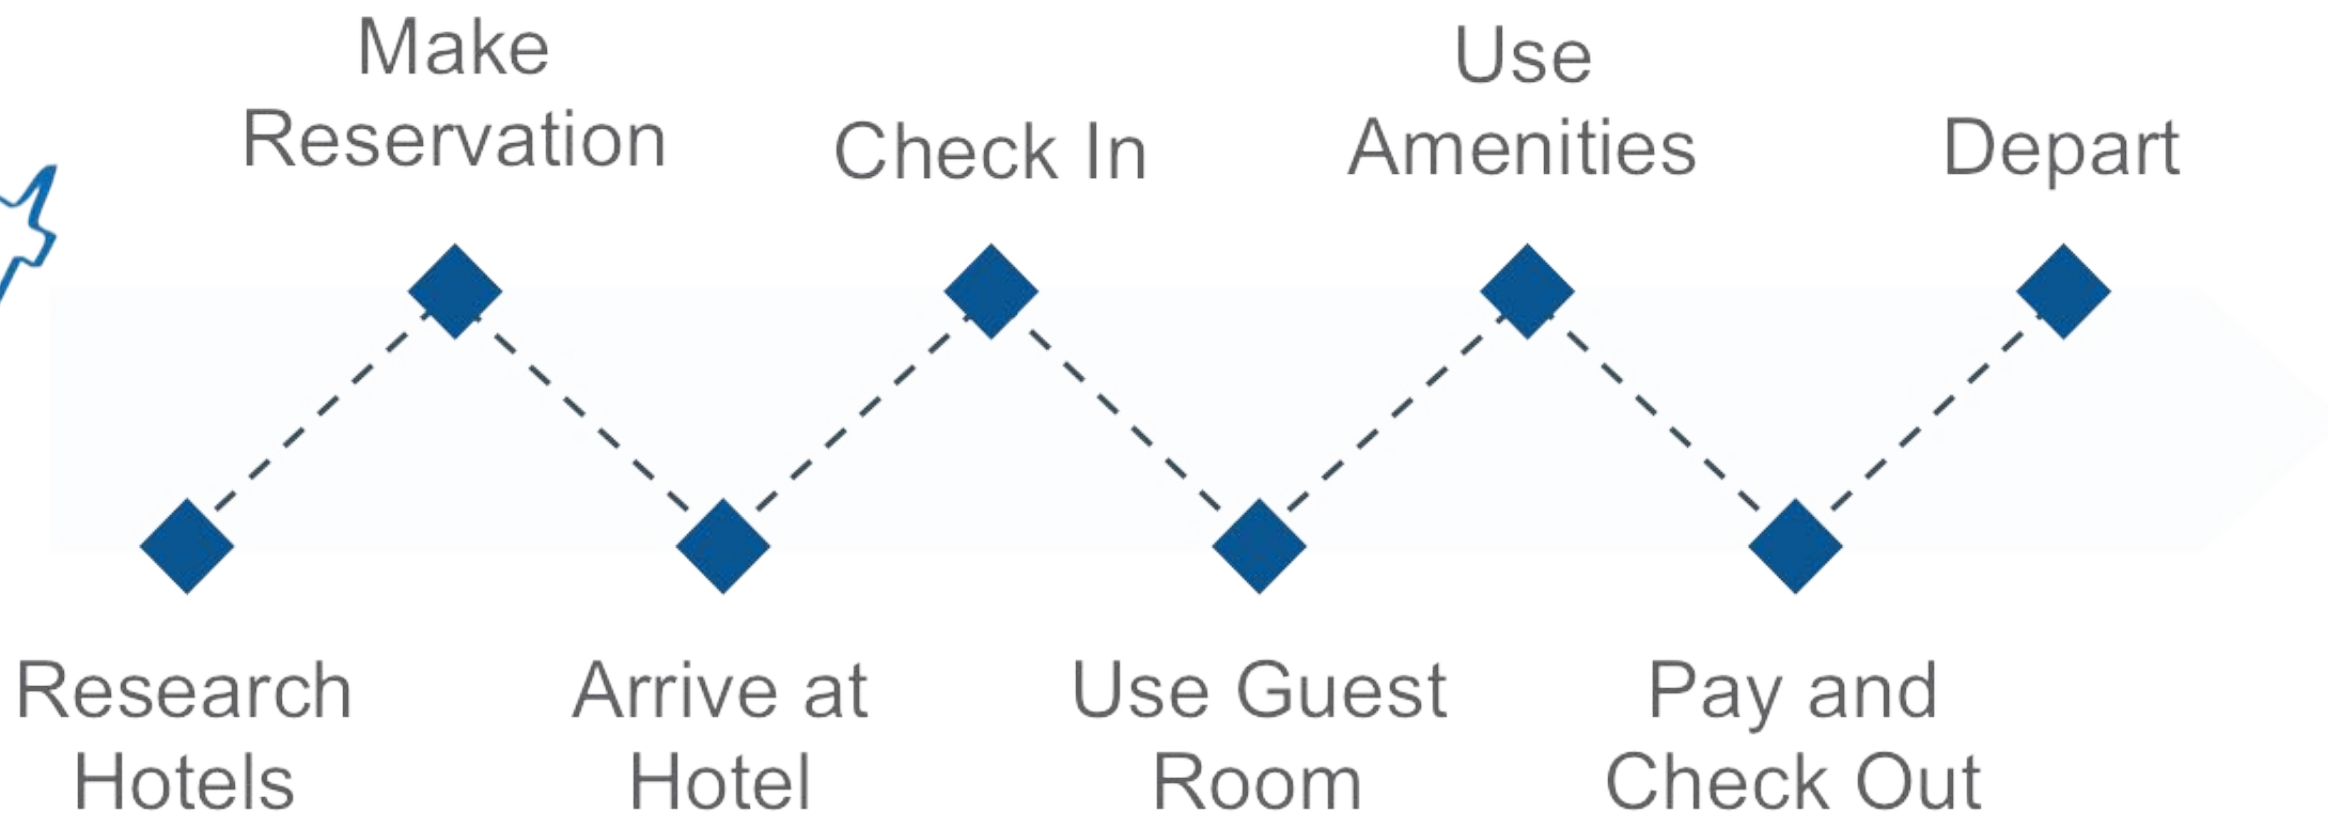 Make
Reservation
Check In
Use
Amenities
Depart
Research
Hotels
Arrive at
Hotel
Use Guest
Room
Pay and
Check Out